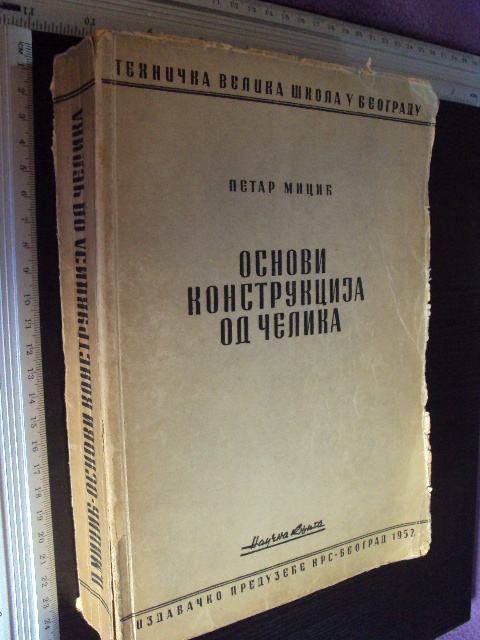 ТЕХНИЧКА ВЕЛИКА ШКОЛА У БЕОГРАДУ
ПЕТАР МИЦИЋ
ОСНОВИ
КОНСТРУКЦИЈА
ОД ЧЕЛИКА
Научна књига
ИЗДАВАЧКО ПРЕДУЗЕЋЕ НРС-БЕОГРАД 1952
П. МИЦИЋ-ОСНОВИ КОНСТРУКЦИЈА ОД ЧЕЛИКА